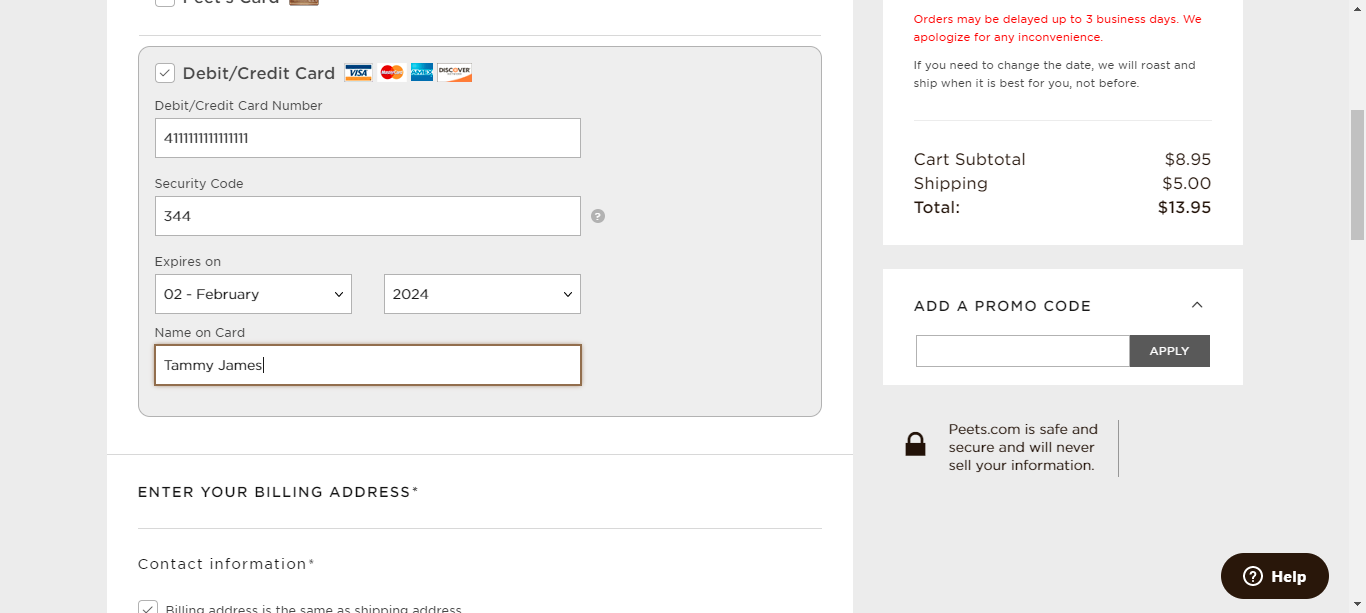 Peet's Card
Debit/Credit Card VISA MasterCard AMEX DISCOVER
Debit/Credit Card Number
4111111111111111
Security Code
344
?
Expires on
02 - February
2024
Name on Card
Tammy James
ENTER YOUR BILLING ADDRESS*
Contact information*
Billing address is the same as shipping address
Orders may be delayed up to 3 business days. We
apologize for any inconvenience.
If you need to change the date, we will roast and
ship when it is best for you, not before.
Cart Subtotal $8.95
Shipping $5.00
Total: $13.95
ADD A PROMO CODE
APPLY
Peets.com is safe and
secure and will never
sell your information.
? Help